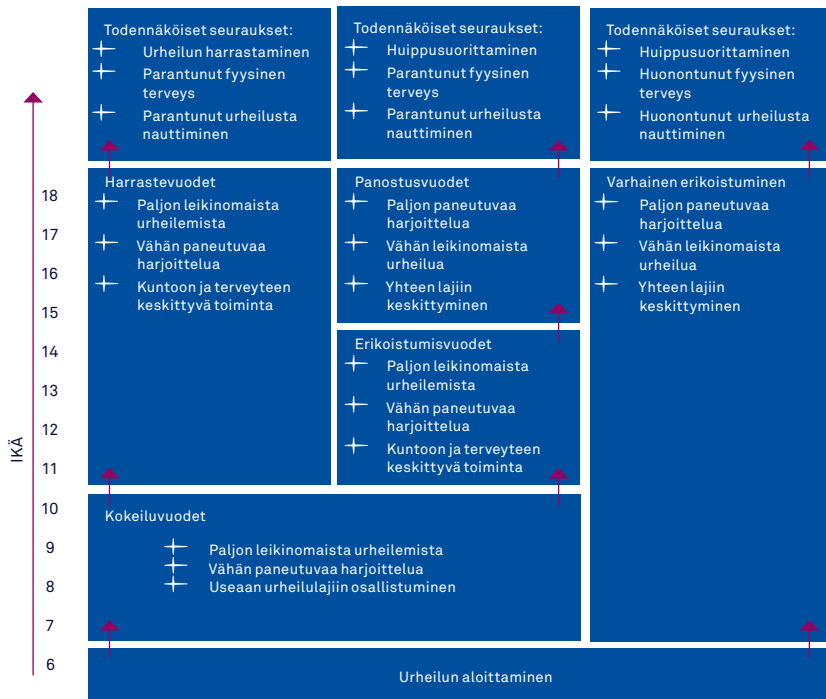 Todennäköiset seuraukset:
Urheilun harrastaminen
Parantunut fyysinen
terveys
Parantunut urheilusta
nauttiminen
Todennäköiset seuraukset:
Huippusuorittaminen
Parantunut fyysinen
terveys
Parantunut urheilusta
nauttiminen
Todennäköiset seuraukset:
Huippusuorittaminen
Huonontunut fyysinen
terveys
Huonontunut urheilusta
nauttiminen
Harrastevuodet
Paljon leikinomaista
urheilemista
Vähän paneutuvaa
harjoittelua
Kuntoon ja terveyteen
keskittyvä toiminta
Panostusvuodet
Paljon paneutuvaa
harjoittelua
Vähän leikinomaista
urheilua
Yhteen lajiin
keskittyminen
Varhainen erikoistuminen
Paljon paneutuvaa
harjoittelua
Vähän leikinomaista
urheilua
Yhteen lajiin
keskittyminen
Erikoistumisvuodet
Paljon leikinomaista
urheilemista
Vähän paneutuvaa
harjoittelua
Kuntoon ja terveyteen
keskittyvä toiminta
Kokeiluvuodet
Paljon leikinomaista urheilemista
Vähän paneutuvaa harjoittelua
Useaan urheilulajiin osallistuminen
Urheilun aloittaminen
IKÄ
18
17
16
15
14
13
12
11
10
9
8
7
6